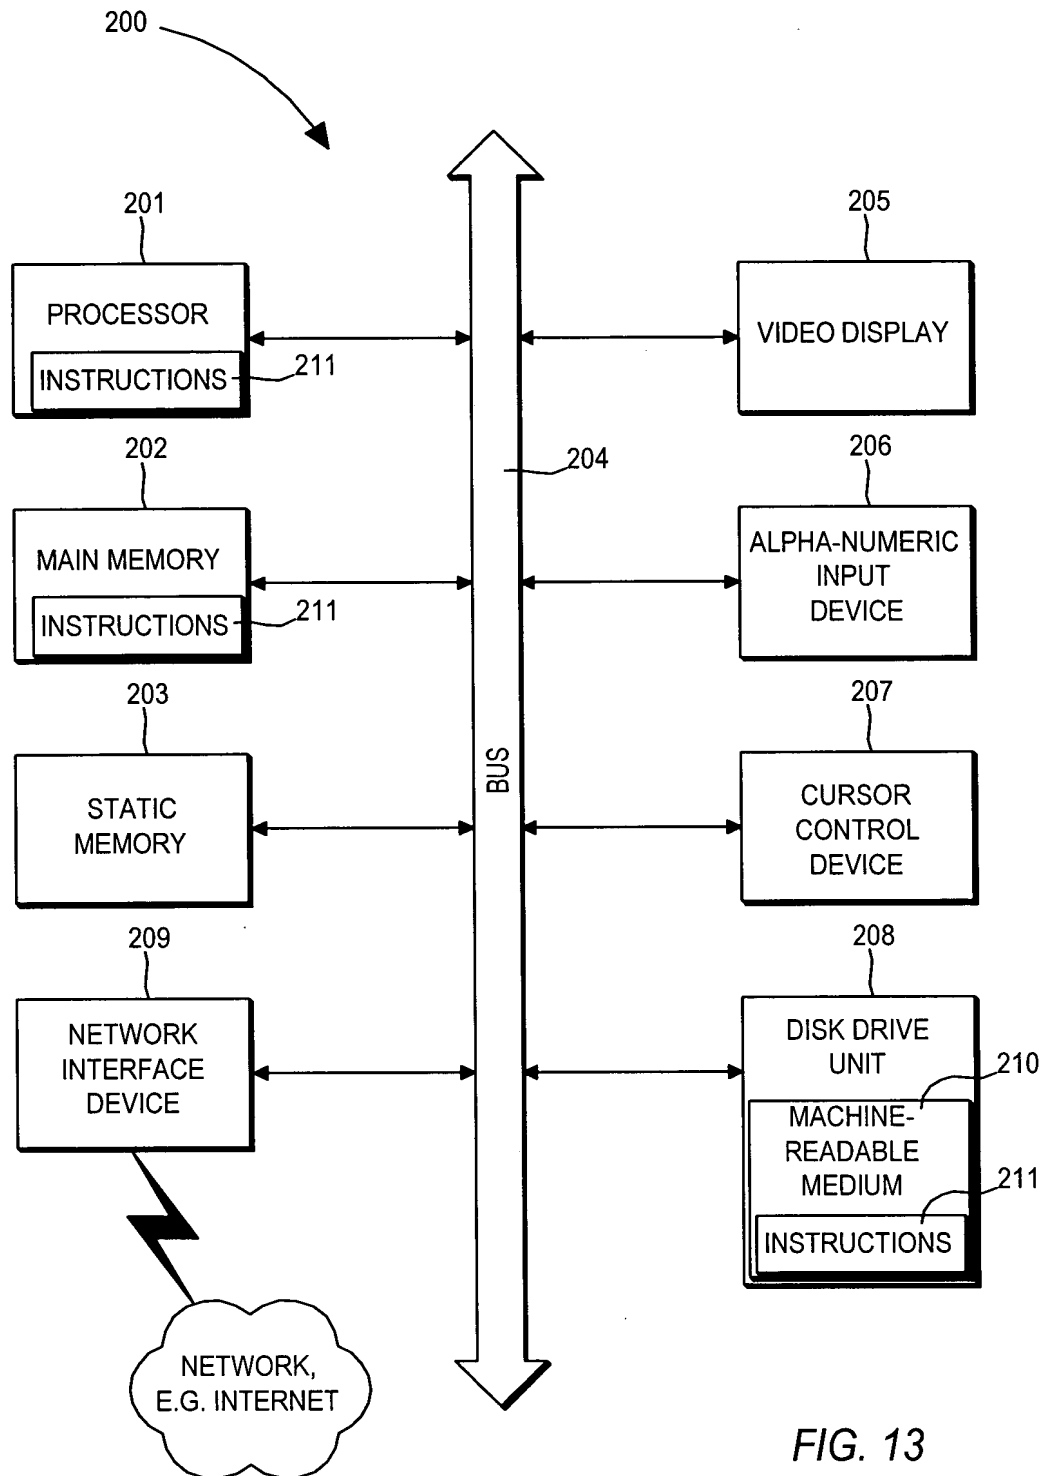 200
201
PROCESSOR
INSTRUCTIONS
211
202
MAIN MEMORY
INSTRUCTIONS
211
203
STATIC
MEMORY
209
NETWORK
INTERFACE
DEVICE
NETWORK,
E.G. INTERNET
204
BUS
205
VIDEO DISPLAY
206
ALPHA-NUMERIC
INPUT
DEVICE
207
CURSOR
CONTROL
DEVICE
208
DISK DRIVE
UNIT
210
MACHINE-
READABLE
MEDIUM
211
INSTRUCTIONS
FIG. 13